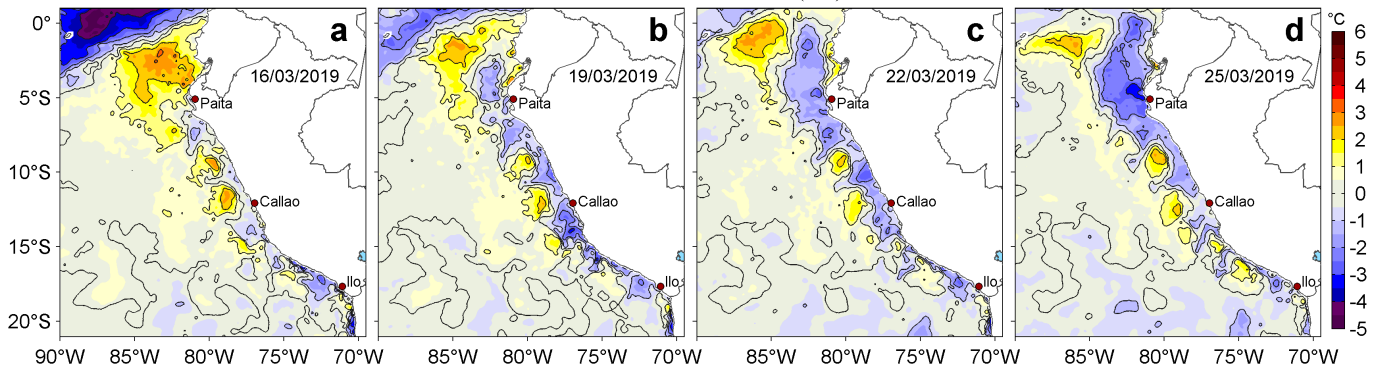 a
b
c
d
°C
0°
5°S
10°S
15°S
20°S
16/03/2019
19/03/2019
22/03/2019
25/03/2019
Paita
Paita
Paita
Paita
Callao
Callao
Callao
Callao
Ilo
Ilo
Ilo
Ilo
6
5
4
3
2
1
0
-1
-2
-3
-4
-5
90°W 85°W 80°W 75°W 70°W
85°W 80°W 75°W 70°W
85°W 80°W 75°W 70°W
85°W 80°W 75°W 70°W